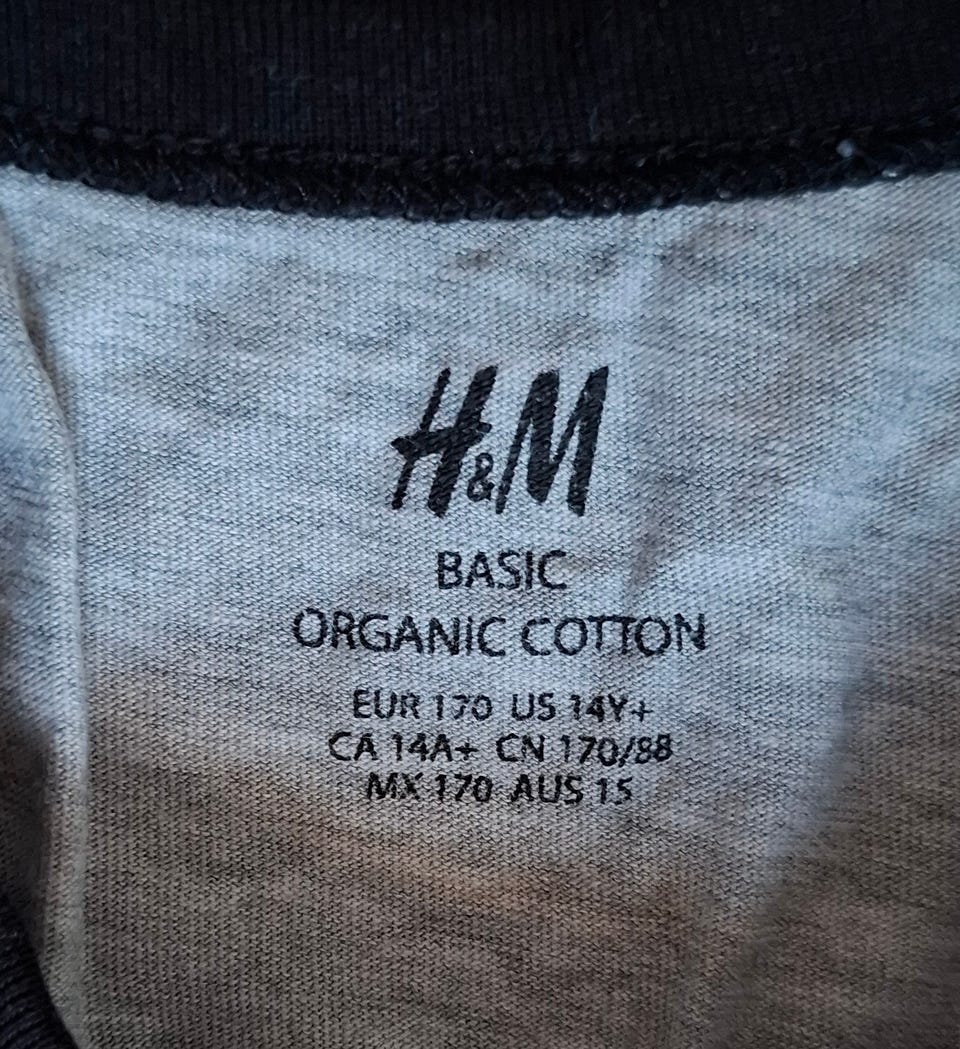 H&M
BASIC
ORGANIC COTTON
EUR 170 US 14Y+
CA 14A+ CN 170/88
MX 170 AUS 15